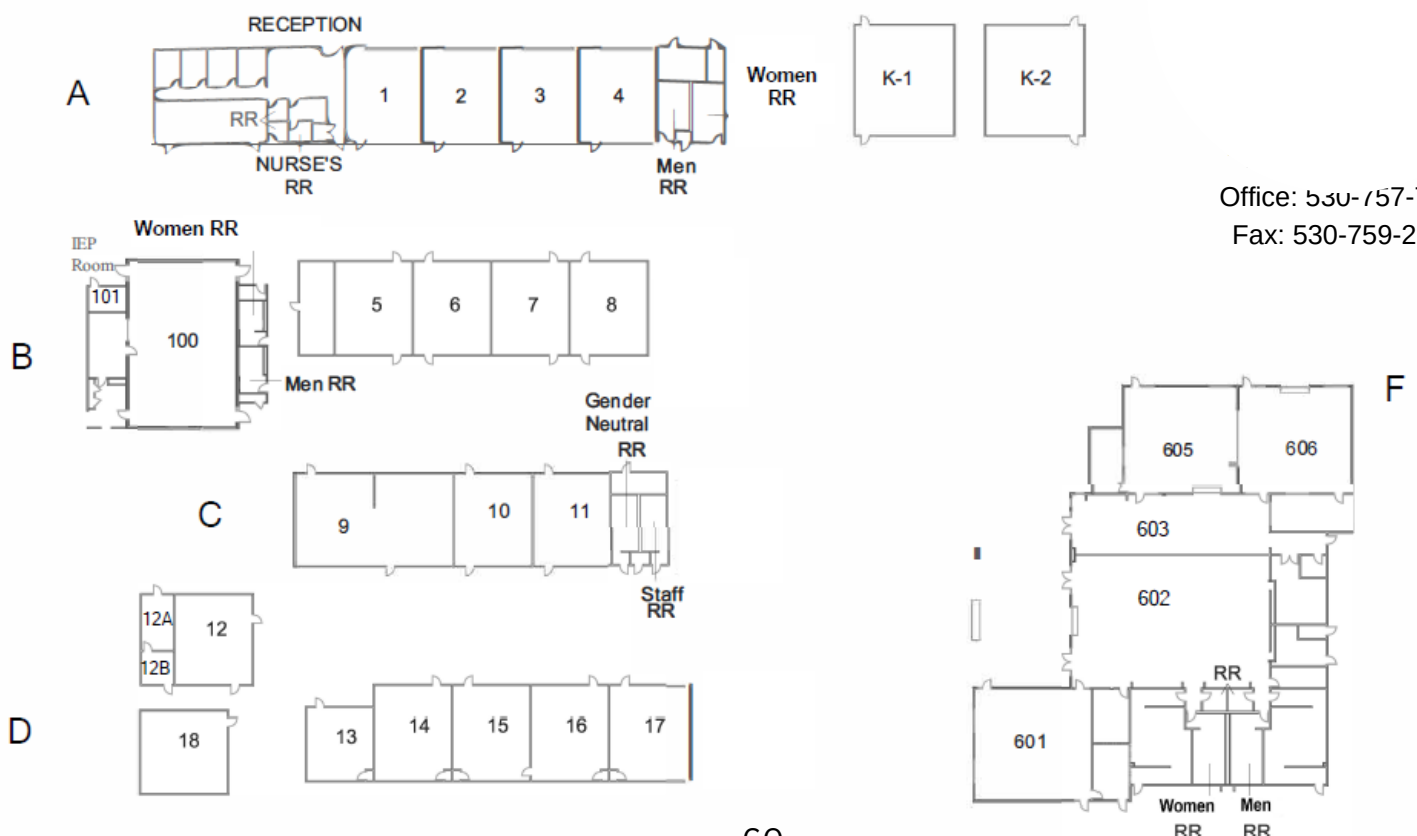 RECEPTION
A
1
2
3
4
Women
RR
K-1
K-2
RR
NURSE'S
RR
Men
RR
Office: 530-757-
Fax: 530-759-2
Women RR
IEP
Room
101
100
B
5
6
7
8
Men RR
Gender
Neutral
RR
C
9
10
11
Staff
RR
12A
12
12B
D
18
13
14
15
16
17
F
605
606
603
602
RR
601
Women
RR
Men
RR